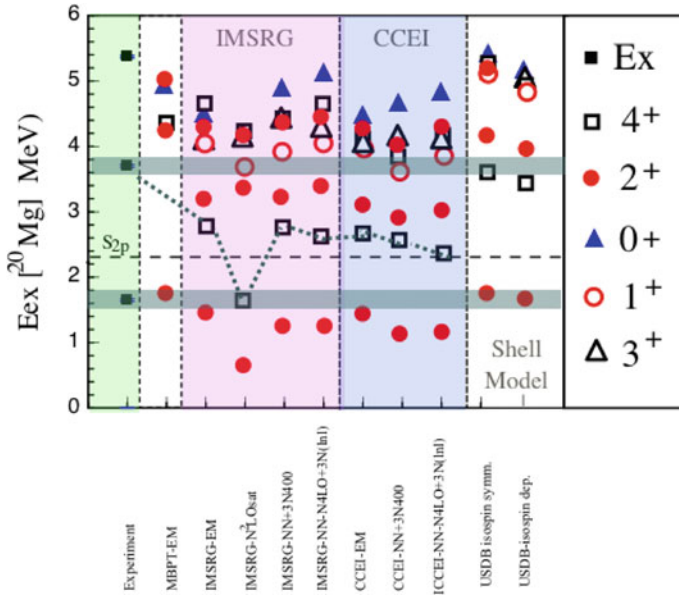 IMSRG
CCEI
Eex [²⁰Mg] MeV
6
5
4
3
2
1
0
S₂ₚ
Shell
Model
Ex
4⁺
2⁺
0+
1⁺
3⁺
Experiment
MBPT-EM
IMSRG-EM
IMSRG-N²LOsat
IMSRG-NN+3N400
IMSRG-NN-N4LO+3N(lnl)
CCEI-EM
CCEI-NN+3N400
ICCEI-NN-N4LO+3N(lnl)
USDB isospin symm.
USDB-isospin dep.